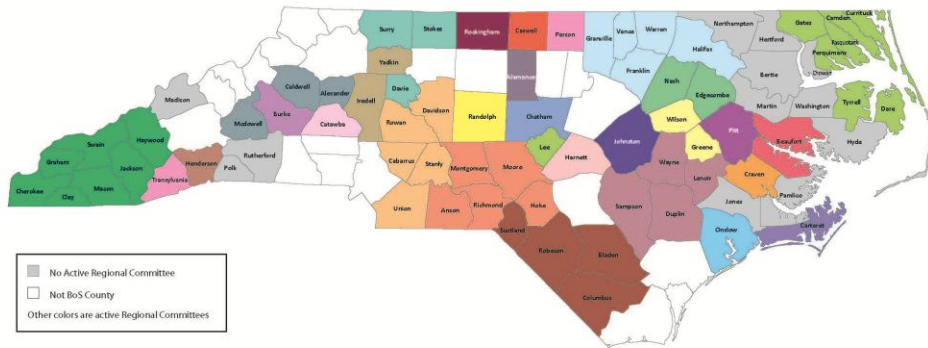 Currituck
Gates
Camden
Pasquotank
Perquimans
Chowan
Northampton
Hertford
Bertie
Surry
Stokes
Rockingham
Caswell
Person
Granville
Vance
Warren
Halifax
Franklin
Nash
Edgecombe
Martin
Washington
Tyrrell
Dare
Yadkin
Alamance
Madison
Caldwell
Alexander
Iredell
Davie
Davidson
Randolph
Chatham
Wilson
Pitt
Beaufort
Hyde
McDowell
Burke
Catawba
Rowan
Johnston
Greene
Swain
Haywood
Graham
Jackson
Henderson
Rutherford
Polk
Transylvania
Cherokee
Macon
Clay
Cabarrus
Stanly
Montgomery
Moore
Lee
Harnett
Wayne
Lenoir
Craven
Pamlico
Jones
Carteret
Union
Anson
Richmond
Hoke
Scotland
Sampson
Duplin
Onslow
Robeson
Bladen
Columbus
No Active Regional Committee
Not BoS County
Other colors are active Regional Committees